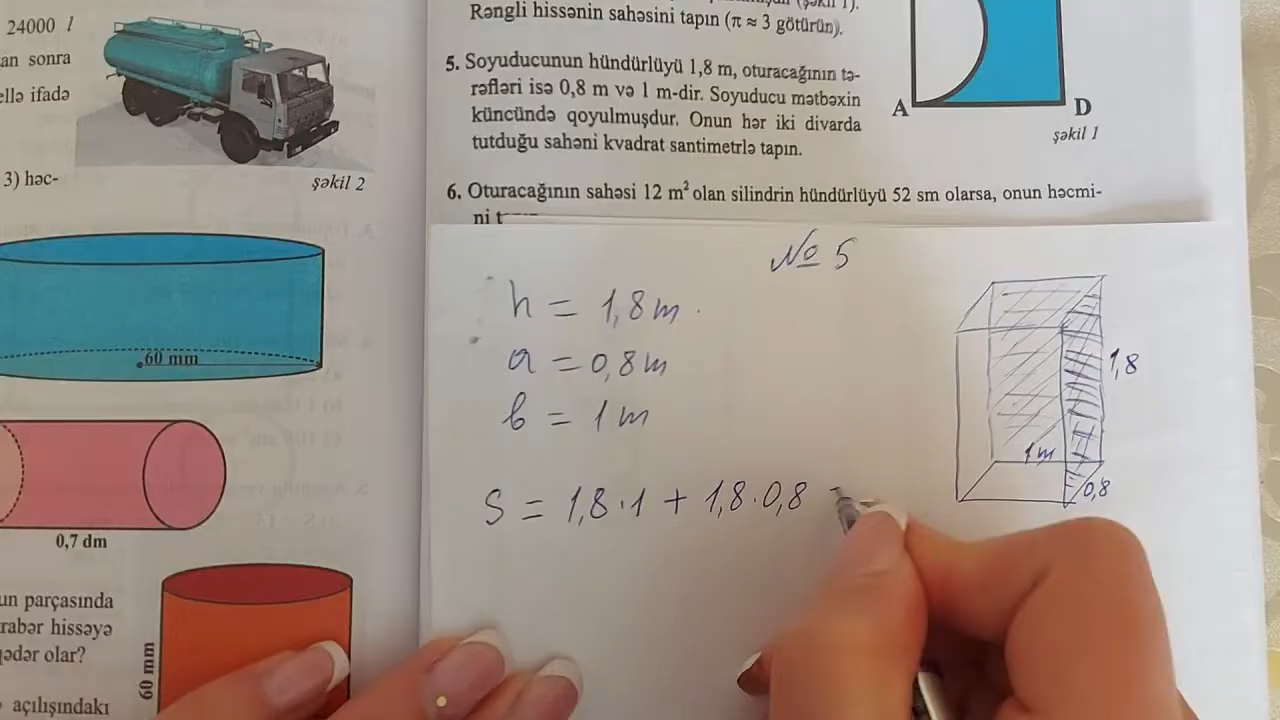 24000 l
an sonra
ellə ifadə
3) həc-
şəkil 2
60 mm
0,7 dm
un parçasında
rabər hissəyə
qədər olar?
60 mm
açılışındakı
Rəngli hissənin sahəsini tapın (π ≈ 3 götürün).
A
D
şəkil 1
5. Soyuducunun hündürlüyü 1,8 m, oturacağının tə-
rəfləri isə 0,8 m və 1 m-dir. Soyuducu mətbəxin
küncündə qoyulmuşdur. Onun hər iki divarda
tutduğu sahəni kvadrat santimetrlə tapın.
6. Oturacağının sahəsi 12 m² olan silindrin hündürlüyü 52 sm olarsa, onun həcmi-
№ 5
h = 1,8 m
a = 0,8 m
b = 1 m
S = 1,8 · 1 + 1,8 · 0,8
1,8
1 m
0,8